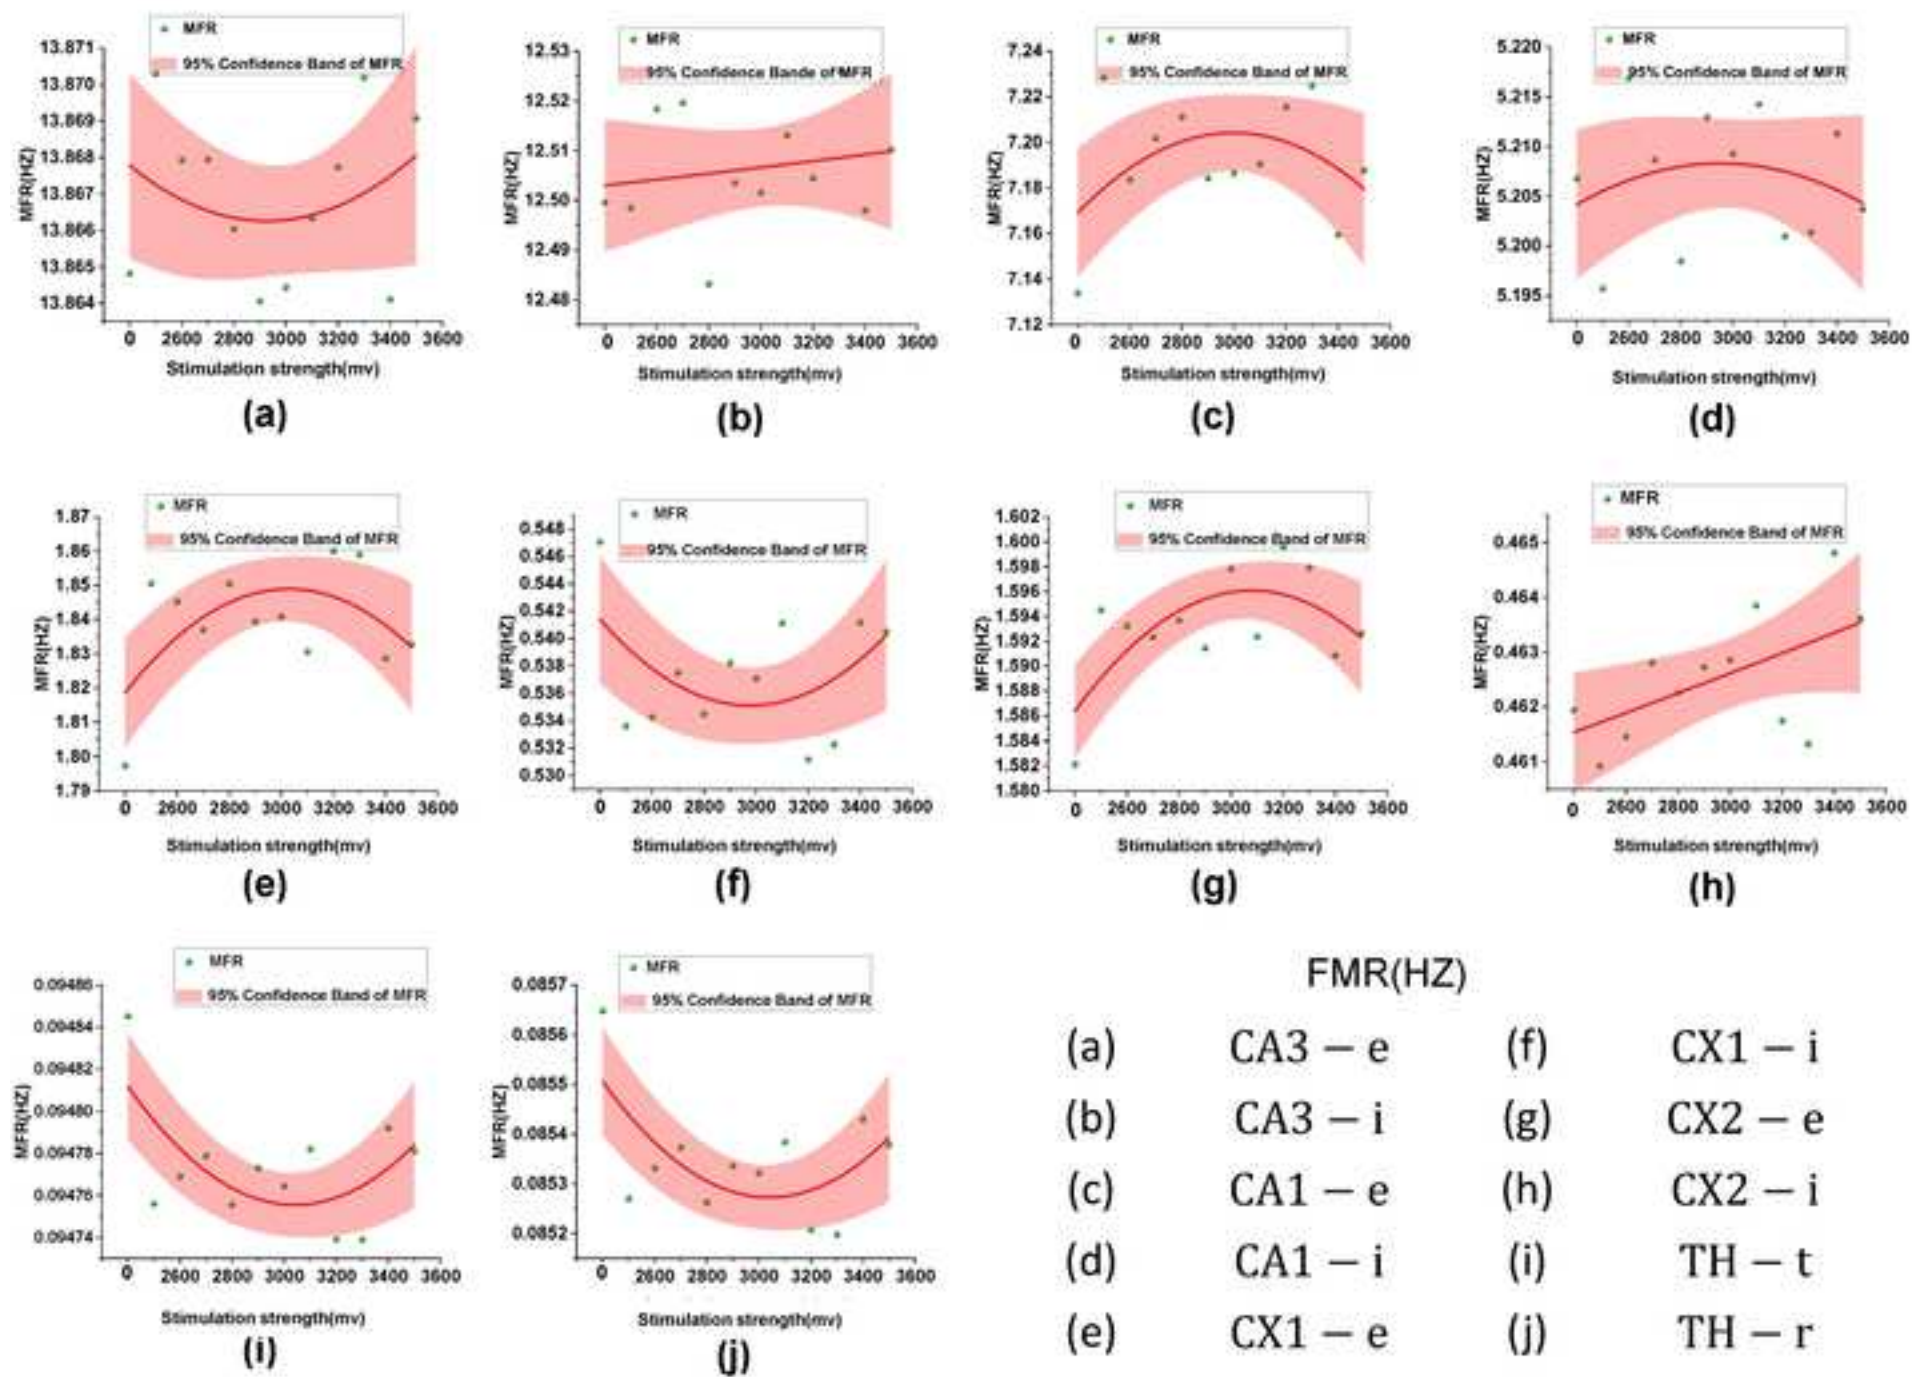 MFR
95% Confidence Band of MFR
13.871
13.870
13.869
13.868
13.867
13.866
13.865
13.864
MFR(HZ)
0 2600 2800 3000 3200 3400 3600
Stimulation strength(mv)
(a)
MFR
95% Confidence Bande of MFR
12.53
12.52
12.51
12.50
12.49
12.48
MFR(HZ)
0 2600 2800 3000 3200 3400 3600
Stimulation strength(mv)
(b)
MFR
95% Confidence Band of MFR
7.24
7.22
7.20
7.18
7.16
7.14
7.12
MFR(HZ)
0 2600 2800 3000 3200 3400 3600
Stimulation strength(mv)
(c)
MFR
95% Confidence Band of MFR
5.220
5.215
5.210
5.205
5.200
5.195
MFR(HZ)
0 2600 2800 3000 3200 3400 3600
Stimulation strength(mv)
(d)
MFR
95% Confidence Band of MFR
1.87
1.86
1.85
1.84
1.83
1.82
1.81
1.80
1.79
MFR(HZ)
0 2600 2800 3000 3200 3400 3600
Stimulation strength(mv)
(e)
MFR
95% Confidence Band of MFR
0.548
0.546
0.544
0.542
0.540
0.538
0.536
0.534
0.532
0.530
MFR(HZ)
0 2600 2800 3000 3200 3400 3600
Stimulation strength(mv)
(f)
MFR
95% Confidence Band of MFR
1.602
1.600
1.598
1.596
1.594
1.592
1.590
1.588
1.586
1.584
1.582
1.580
MFR(HZ)
0 2600 2800 3000 3200 3400 3600
Stimulation strength(mv)
(g)
MFR
95% Confidence Band of MFR
0.465
0.464
0.463
0.462
0.461
MFR(HZ)
0 2600 2800 3000 3200 3400 3600
Stimulation strength(mv)
(h)
MFR
95% Confidence Band of MFR
0.09486
0.09484
0.09482
0.09480
0.09478
0.09476
0.09474
MFR(HZ)
0 2600 2800 3000 3200 3400 3600
Stimulation strength(mv)
(i)
MFR
95% Confidence Band of MFR
0.0857
0.0856
0.0855
0.0854
0.0853
0.0852
MFR(HZ)
0 2600 2800 3000 3200 3400 3600
Stimulation strength(mv)
(j)
FMR(HZ)
(a) CA3 – e (f) CX1 – i
(b) CA3 – i (g) CX2 – e
(c) CA1 – e (h) CX2 – i
(d) CA1 – i (i) TH – t
(e) CX1 – e (j) TH – r